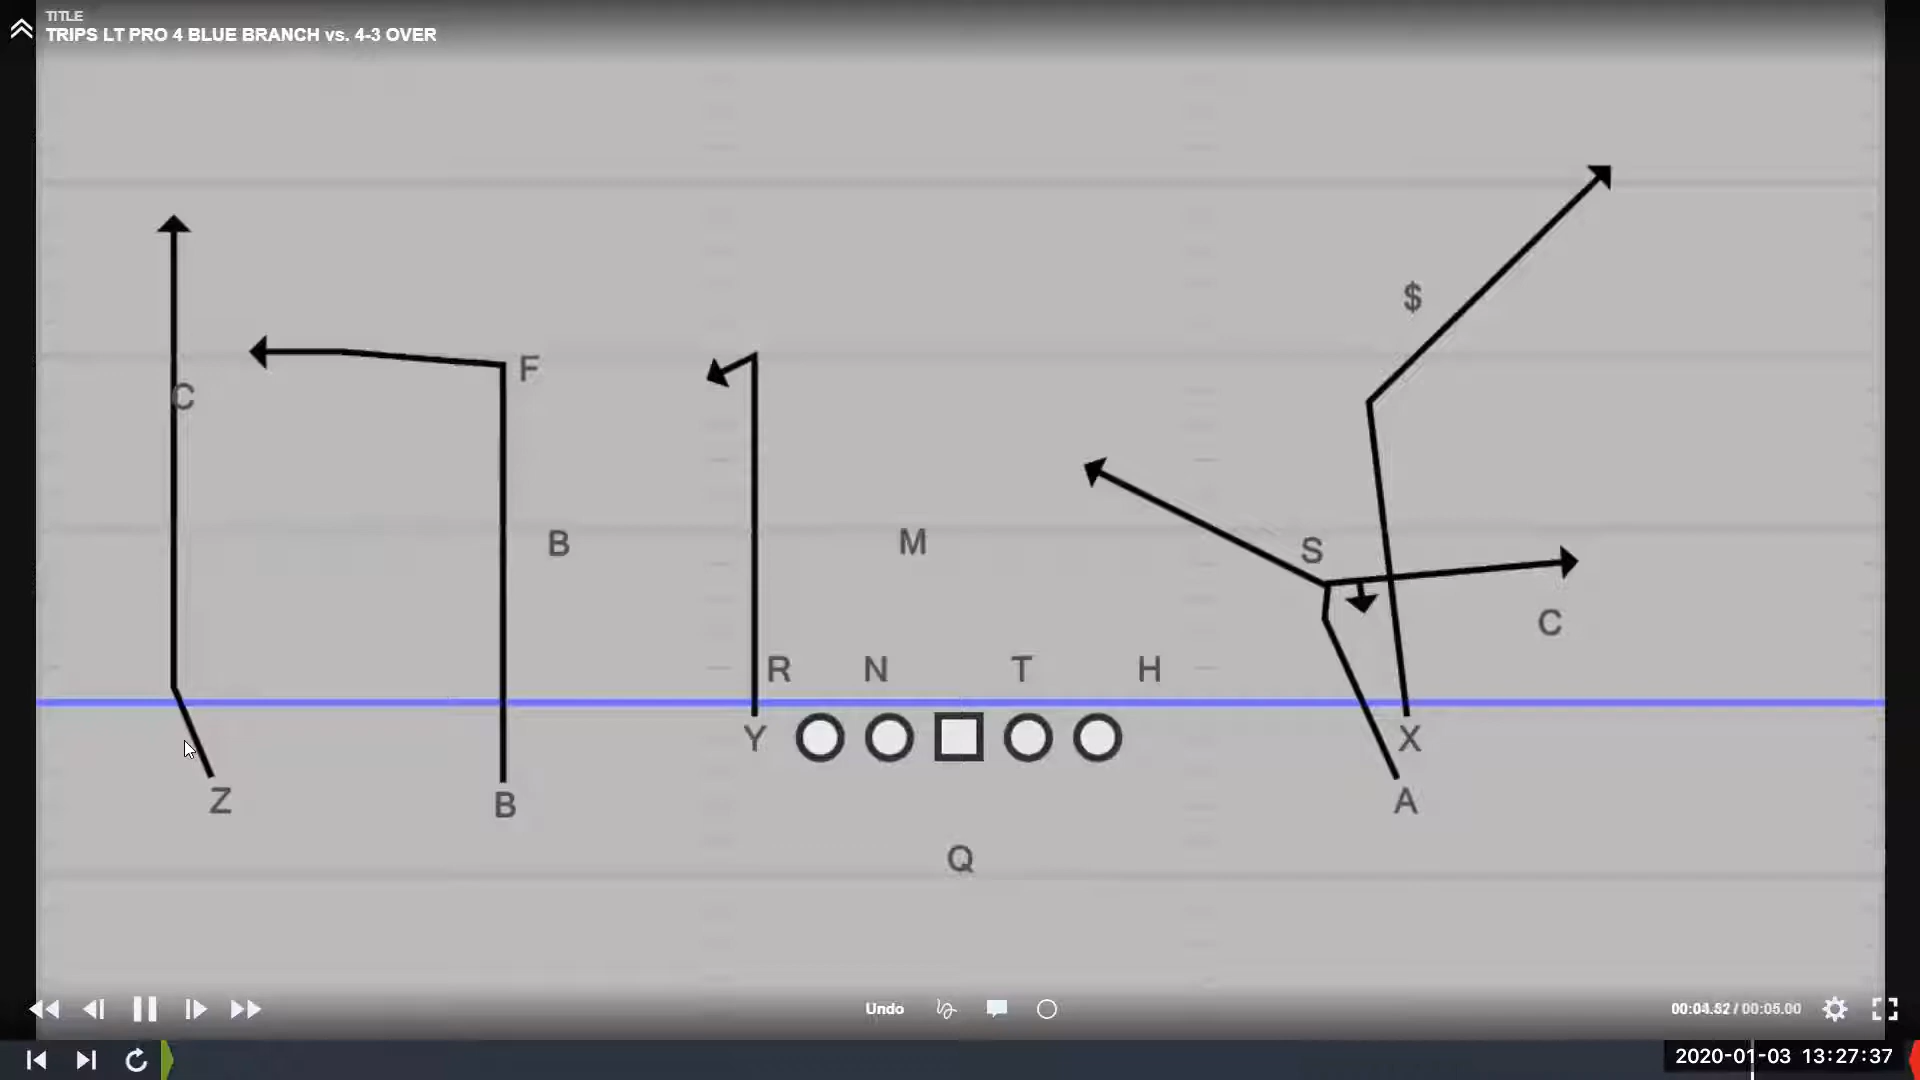 TITLE
TRIPS LT PRO 4 BLUE BRANCH vs. 4-3 OVER
$
F
C
B M S
C
R N T H
Y X
Z B A
Q
Undo
00:04.52 / 00:05.00
2020-01-03 13:27:37